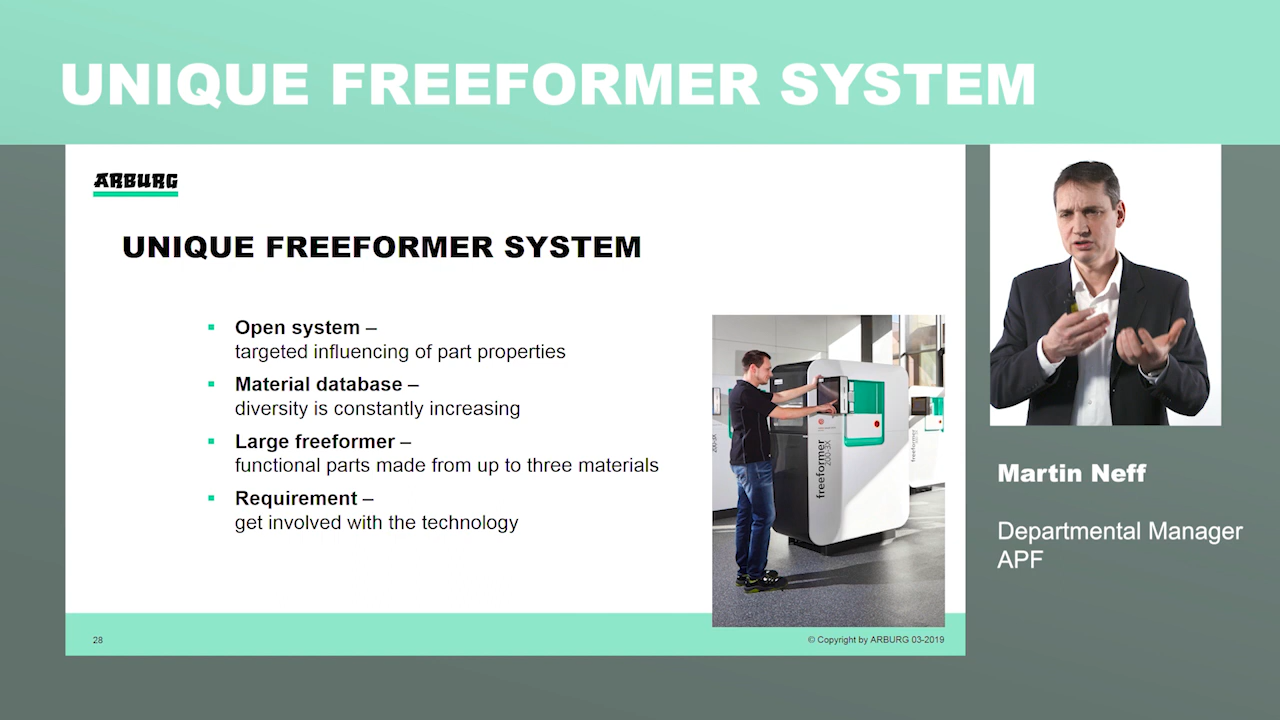 UNIQUE FREEFORMER SYSTEM
ARBURG
UNIQUE FREEFORMER SYSTEM
Open system –
targeted influencing of part properties
Material database –
diversity is constantly increasing
Large freeformer –
functional parts made from up to three materials
Requirement –
get involved with the technology
freeformer
200-3X
freeformer
28
© Copyright by ARBURG 03-2019
Martin Neff
Departmental Manager
APF